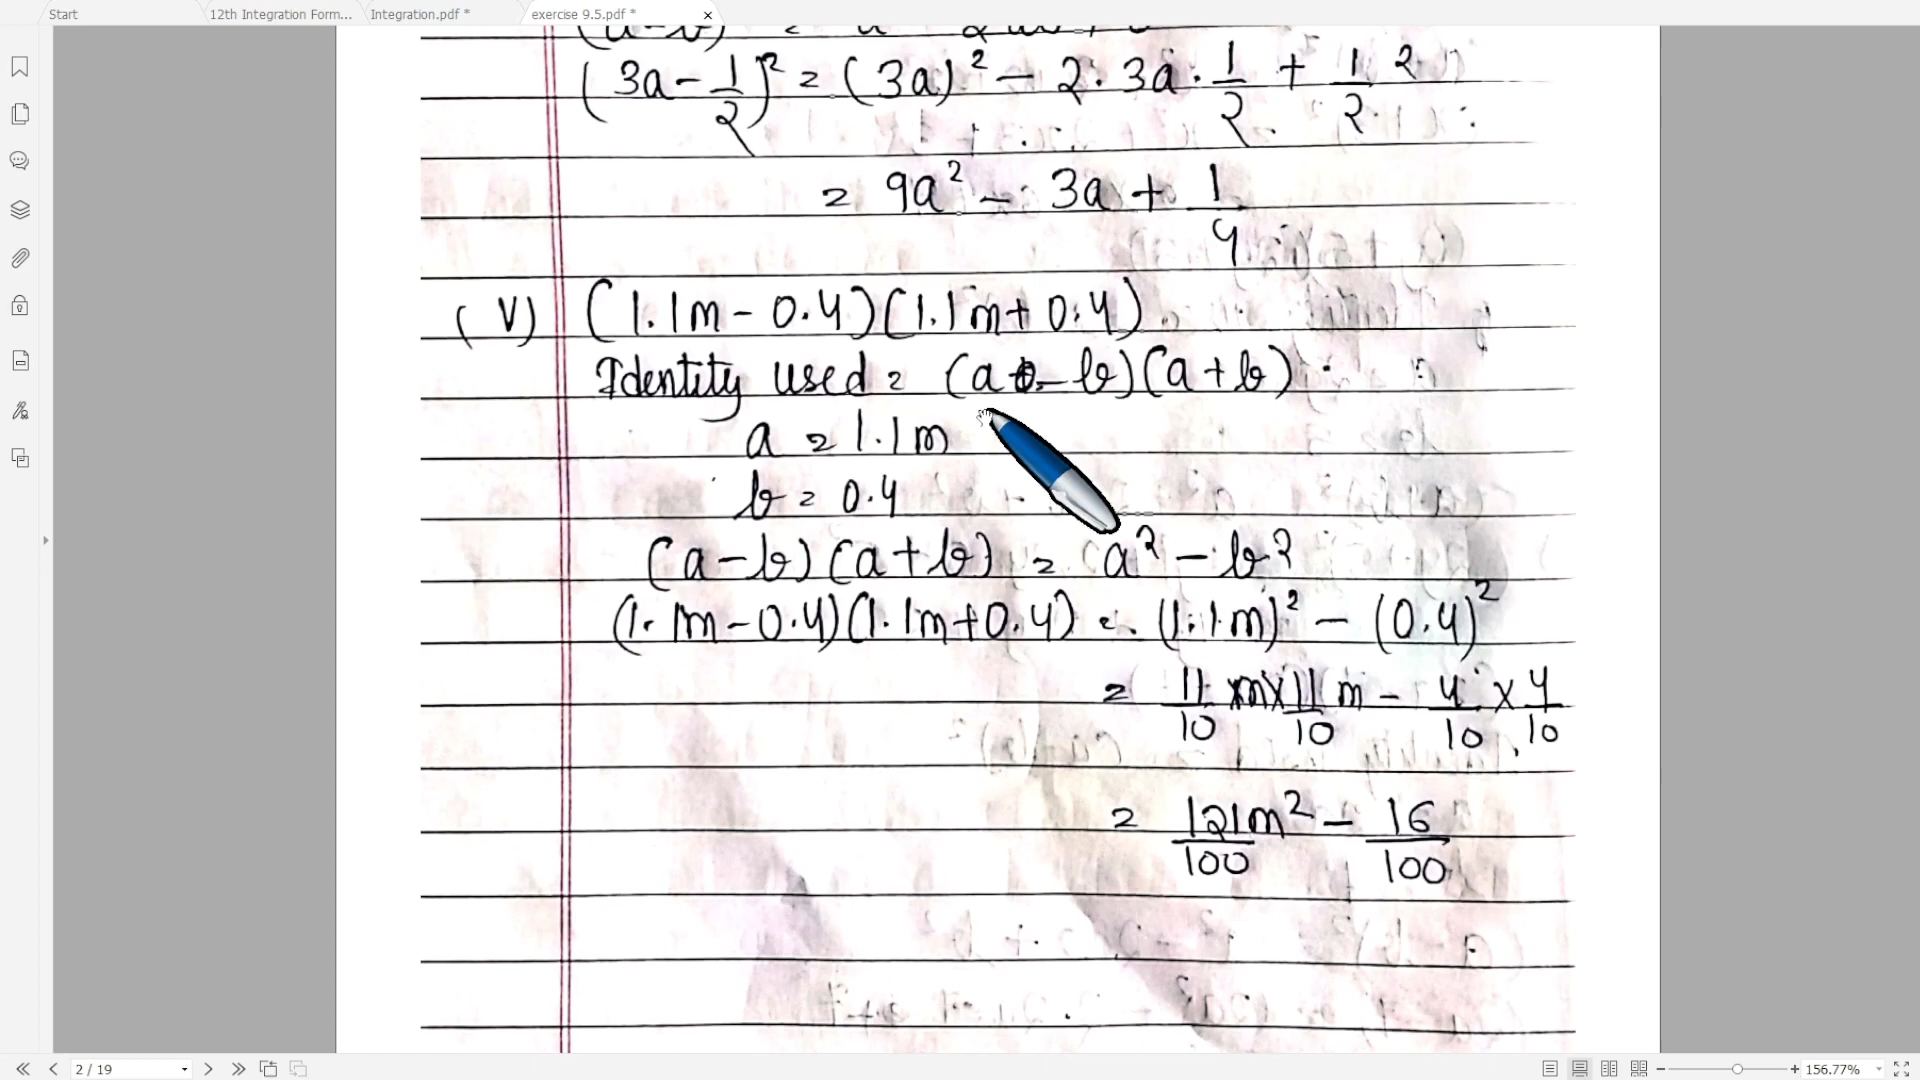 Start 12th Integration Form... Integration.pdf * exercise 9.5.pdf * ×
(3a - 1/2)² = (3a)² - 2 · 3a · 1/2 + 1/2 ²
= 9a² - 3a + 1/4
(V) (1.1m - 0.4)(1.1m + 0.4)
Identity used = (a - b)(a + b)
a = 1.1m
b = 0.4
(a - b)(a + b) = a² - b²
(1.1m - 0.4)(1.1m + 0.4) = (1.1m)² - (0.4)²
= 11/10 m × 11/10 m - 4/10 × 4/10
= 121m²/100 - 16/100
2 / 19 156.77%